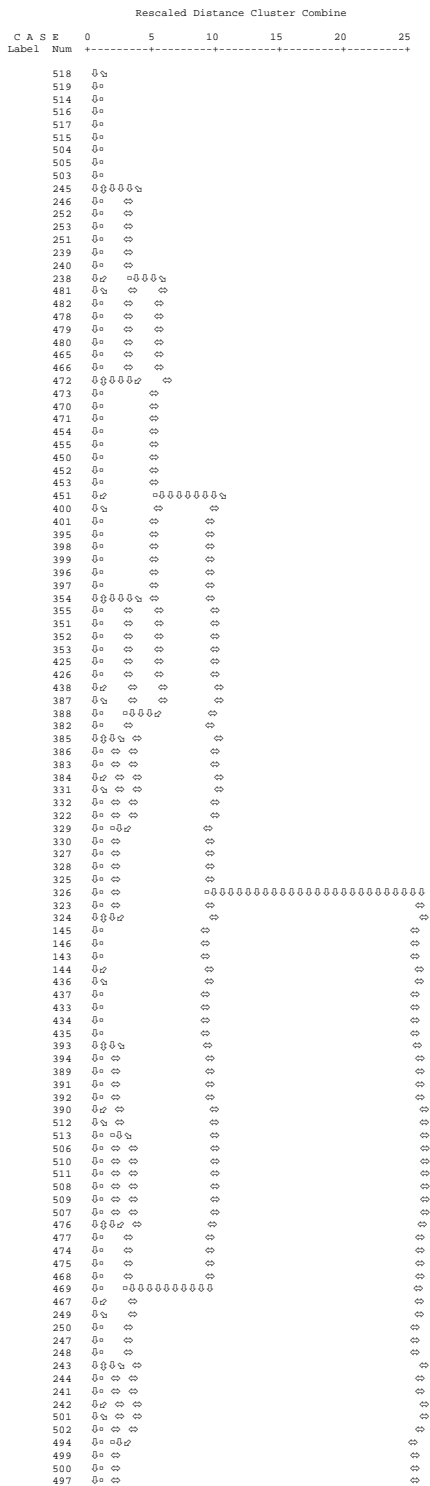 Rescaled Distance Cluster Combine
C A S E 0 5 10 15 20 25
Label Num +---------+---------+---------+---------+---------+
518 ⇩⬂
519 ⇩▫
514 ⇩▫
516 ⇩▫
517 ⇩▫
515 ⇩▫
504 ⇩▫
505 ⇩▫
503 ⇩▫
245 ⇩⇳⇩⇩⇩⬂
246 ⇩▫ ⇔
252 ⇩▫ ⇔
253 ⇩▫ ⇔
251 ⇩▫ ⇔
239 ⇩▫ ⇔
240 ⇩▫ ⇔
238 ⇩⬃ ▫⇩⇩⇩⬂
481 ⇩⬂ ⇔ ⇔
482 ⇩▫ ⇔ ⇔
478 ⇩▫ ⇔ ⇔
479 ⇩▫ ⇔ ⇔
480 ⇩▫ ⇔ ⇔
465 ⇩▫ ⇔ ⇔
466 ⇩▫ ⇔ ⇔
472 ⇩⇳⇩⇩⇩⬃ ⇔
473 ⇩▫ ⇔
470 ⇩▫ ⇔
471 ⇩▫ ⇔
454 ⇩▫ ⇔
455 ⇩▫ ⇔
450 ⇩▫ ⇔
452 ⇩▫ ⇔
453 ⇩▫ ⇔
451 ⇩⬃ ▫⇩⇩⇩⇩⇩⇩⇩⬂
400 ⇩⬂ ⇔ ⇔
401 ⇩▫ ⇔ ⇔
395 ⇩▫ ⇔ ⇔
398 ⇩▫ ⇔ ⇔
399 ⇩▫ ⇔ ⇔
396 ⇩▫ ⇔ ⇔
397 ⇩▫ ⇔ ⇔
354 ⇩⇳⇩⇩⇩⬂ ⇔ ⇔
355 ⇩▫ ⇔ ⇔ ⇔
351 ⇩▫ ⇔ ⇔ ⇔
352 ⇩▫ ⇔ ⇔ ⇔
353 ⇩▫ ⇔ ⇔ ⇔
425 ⇩▫ ⇔ ⇔ ⇔
426 ⇩▫ ⇔ ⇔ ⇔
438 ⇩⬃ ⇔ ⇔ ⇔
387 ⇩⬂ ⇔ ⇔ ⇔
388 ⇩▫ ▫⇩⇩⇩⬃ ⇔
382 ⇩▫ ⇔ ⇔
385 ⇩⇳⇩⬂ ⇔ ⇔
386 ⇩▫ ⇔ ⇔ ⇔
383 ⇩▫ ⇔ ⇔ ⇔
384 ⇩⬃ ⇔ ⇔ ⇔
331 ⇩⬂ ⇔ ⇔ ⇔
332 ⇩▫ ⇔ ⇔ ⇔
322 ⇩▫ ⇔ ⇔ ⇔
329 ⇩▫ ▫⇩⬃ ⇔
330 ⇩▫ ⇔ ⇔
327 ⇩▫ ⇔ ⇔
328 ⇩▫ ⇔ ⇔
325 ⇩▫ ⇔ ⇔
326 ⇩▫ ⇔ ▫⇩⇩⇩⇩⇩⇩⇩⇩⇩⇩⇩⇩⇩⇩⇩⇩⇩⇩⇩⇩⇩⇩⇩⇩⇩
323 ⇩▫ ⇔ ⇔ ⇔
324 ⇩⇳⇩⬃ ⇔ ⇔
145 ⇩▫ ⇔ ⇔
146 ⇩▫ ⇔ ⇔
143 ⇩▫ ⇔ ⇔
144 ⇩⬃ ⇔ ⇔
436 ⇩⬂ ⇔ ⇔
437 ⇩▫ ⇔ ⇔
433 ⇩▫ ⇔ ⇔
434 ⇩▫ ⇔ ⇔
435 ⇩▫ ⇔ ⇔
393 ⇩⇳⇩⬂ ⇔ ⇔
394 ⇩▫ ⇔ ⇔ ⇔
389 ⇩▫ ⇔ ⇔ ⇔
391 ⇩▫ ⇔ ⇔ ⇔
392 ⇩▫ ⇔ ⇔ ⇔
390 ⇩⬃ ⇔ ⇔ ⇔
512 ⇩⬂ ⇔ ⇔ ⇔
513 ⇩▫ ▫⇩⬂ ⇔ ⇔
506 ⇩▫ ⇔ ⇔ ⇔ ⇔
510 ⇩▫ ⇔ ⇔ ⇔ ⇔
511 ⇩▫ ⇔ ⇔ ⇔ ⇔
508 ⇩▫ ⇔ ⇔ ⇔ ⇔
509 ⇩▫ ⇔ ⇔ ⇔ ⇔
507 ⇩▫ ⇔ ⇔ ⇔ ⇔
476 ⇩⇳⇩⬃ ⇔ ⇔ ⇔
477 ⇩▫ ⇔ ⇔ ⇔
474 ⇩▫ ⇔ ⇔ ⇔
475 ⇩▫ ⇔ ⇔ ⇔
468 ⇩▫ ⇔ ⇔ ⇔
469 ⇩▫ ▫⇩⇩⇩⇩⇩⇩⇩⇩⇩ ⇔
467 ⇩⬃ ⇔ ⇔
249 ⇩⬂ ⇔ ⇔
250 ⇩▫ ⇔ ⇔
247 ⇩▫ ⇔ ⇔
248 ⇩▫ ⇔ ⇔
243 ⇩⇳⇩⬂ ⇔ ⇔
244 ⇩▫ ⇔ ⇔ ⇔
241 ⇩▫ ⇔ ⇔ ⇔
242 ⇩⬃ ⇔ ⇔ ⇔
501 ⇩⬂ ⇔ ⇔ ⇔
502 ⇩▫ ⇔ ⇔ ⇔
494 ⇩▫ ▫⇩⬃ ⇔
499 ⇩▫ ⇔ ⇔
500 ⇩▫ ⇔ ⇔
497 ⇩▫ ⇔ ⇔